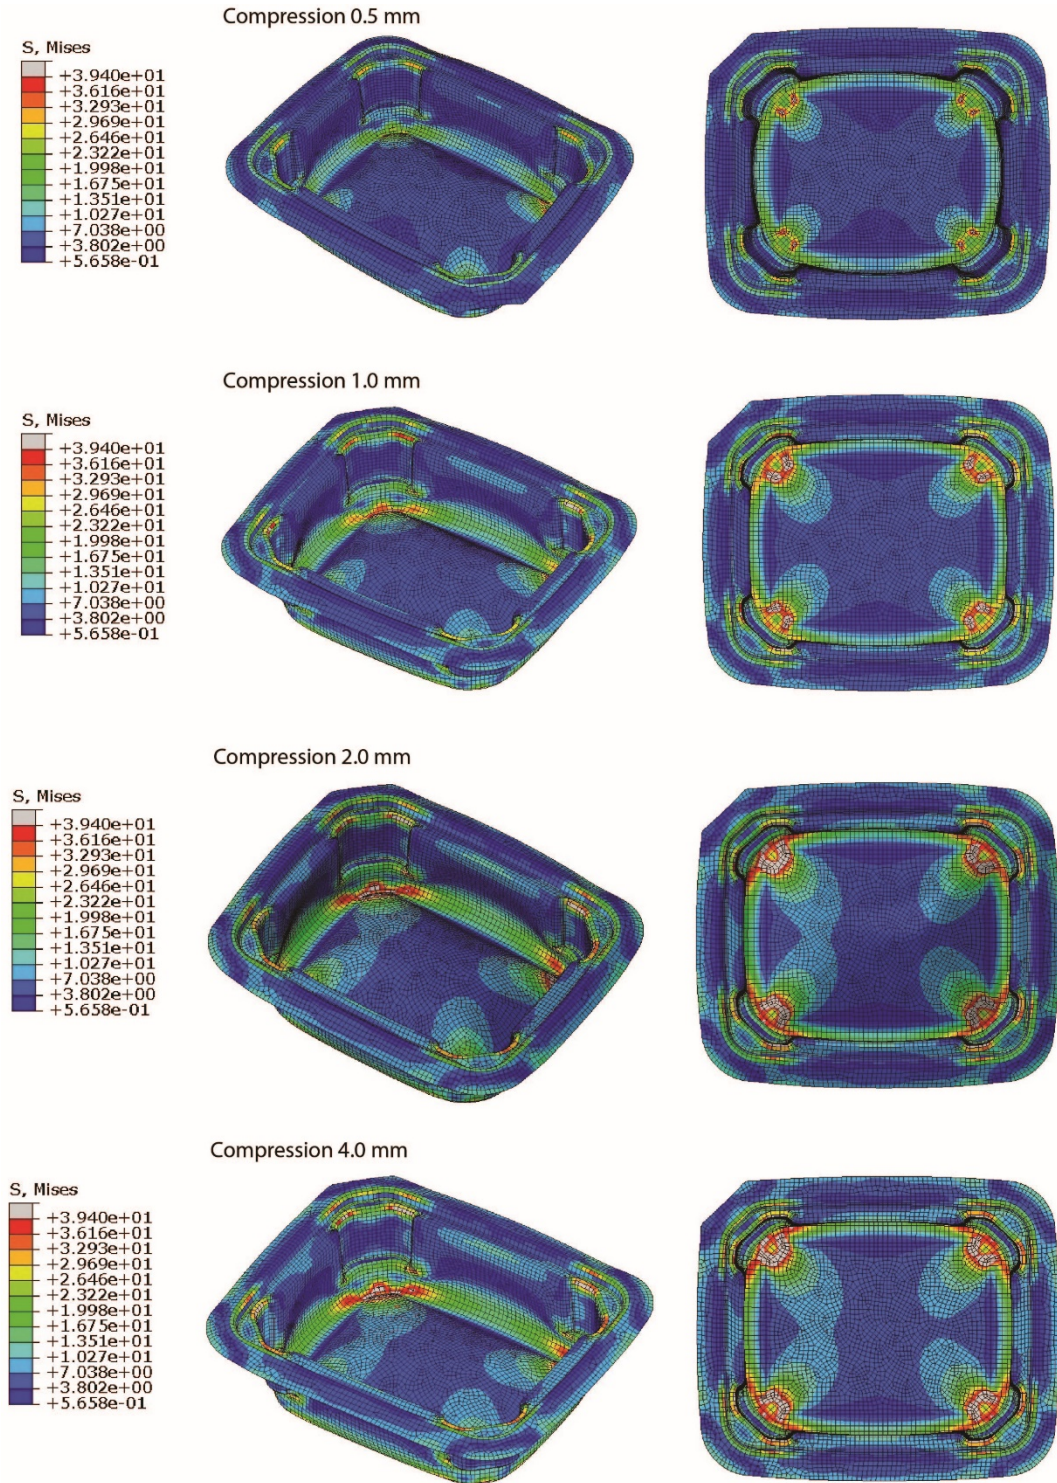 Compression 0.5 mm
S, Mises
+3.940e+01
+3.616e+01
+3.293e+01
+2.969e+01
+2.646e+01
+2.322e+01
+1.998e+01
+1.675e+01
+1.351e+01
+1.027e+01
+7.038e+00
+3.802e+00
+5.658e-01
Compression 1.0 mm
S, Mises
+3.940e+01
+3.616e+01
+3.293e+01
+2.969e+01
+2.646e+01
+2.322e+01
+1.998e+01
+1.675e+01
+1.351e+01
+1.027e+01
+7.038e+00
+3.802e+00
+5.658e-01
Compression 2.0 mm
S, Mises
+3.940e+01
+3.616e+01
+3.293e+01
+2.969e+01
+2.646e+01
+2.322e+01
+1.998e+01
+1.675e+01
+1.351e+01
+1.027e+01
+7.038e+00
+3.802e+00
+5.658e-01
Compression 4.0 mm
S, Mises
+3.940e+01
+3.616e+01
+3.293e+01
+2.969e+01
+2.646e+01
+2.322e+01
+1.998e+01
+1.675e+01
+1.351e+01
+1.027e+01
+7.038e+00
+3.802e+00
+5.658e-01